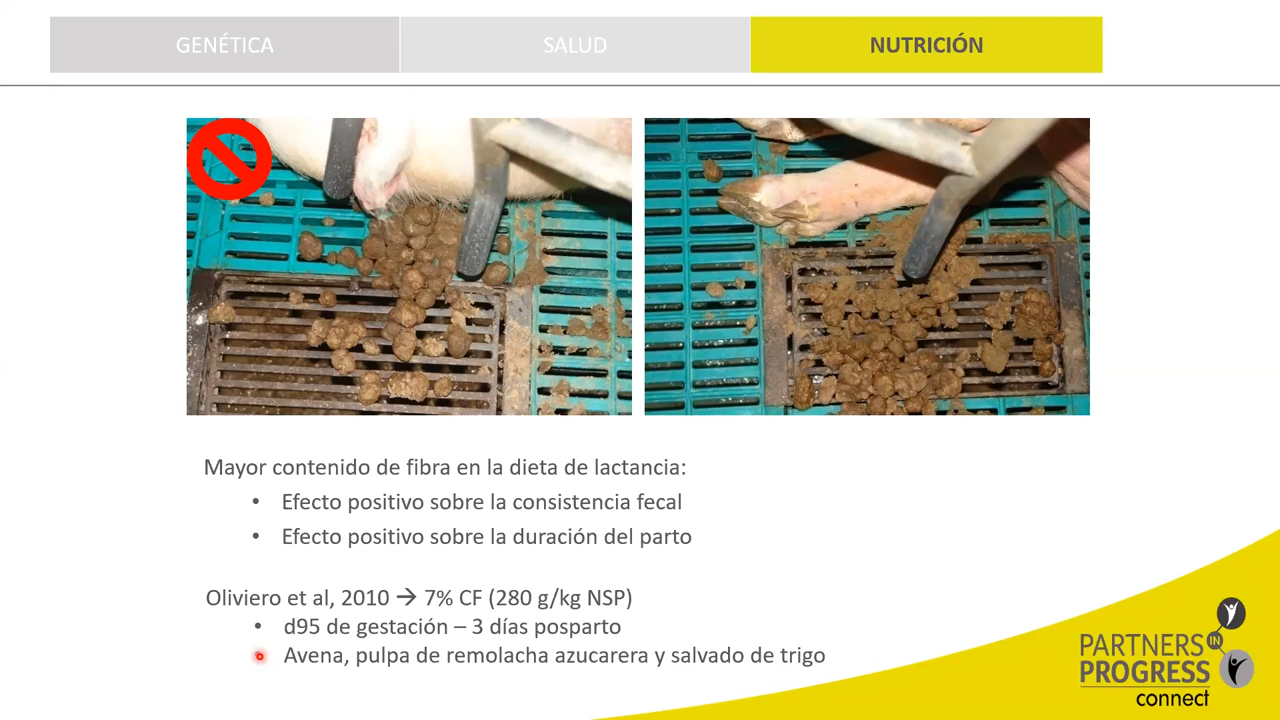 GENÉTICA
SALUD
NUTRICIÓN
Mayor contenido de fibra en la dieta de lactancia:
• Efecto positivo sobre la consistencia fecal
• Efecto positivo sobre la duración del parto
Oliviero et al, 2010 → 7% CF (280 g/kg NSP)
• d95 de gestación – 3 días posparto
Avena, pulpa de remolacha azucarera y salvado de trigo
PARTNERS IN
PROGRESS
connect